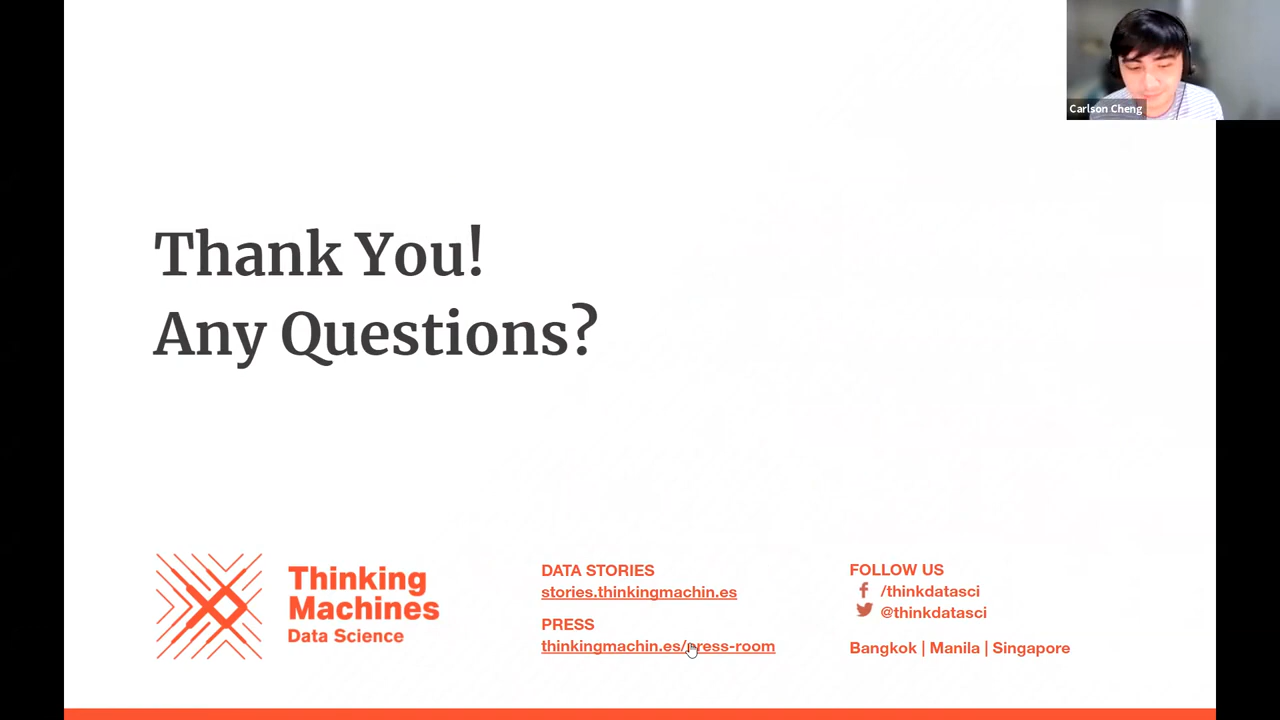 Carlson Cheng
Thank You!
Any Questions?
Thinking
Machines
Data Science
DATA STORIES
stories.thinkingmachin.es
PRESS
thinkingmachin.es/press-room
FOLLOW US
/thinkdatasci
@thinkdatasci
Bangkok | Manila | Singapore